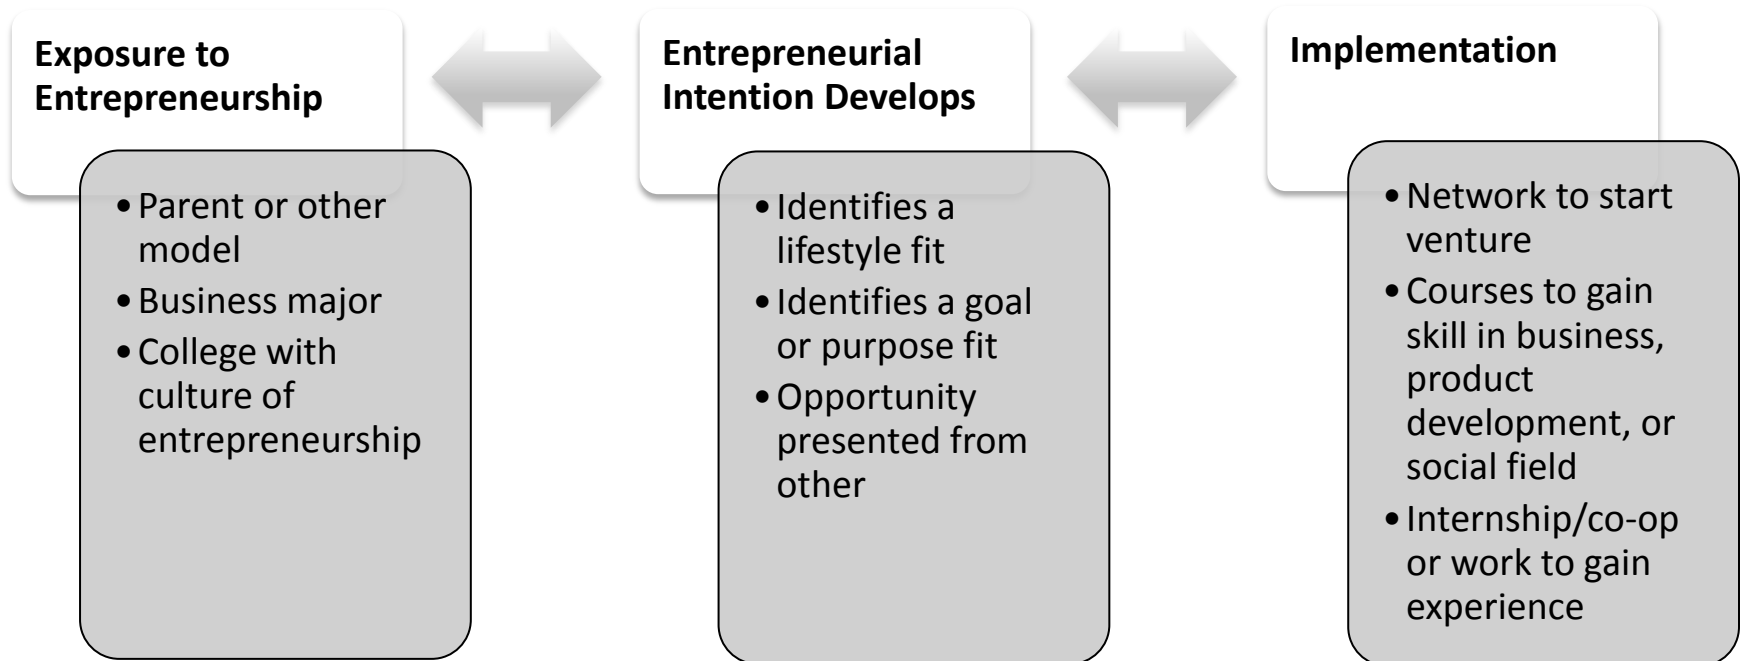 Exposure to
Entrepreneurship
• Parent or other
model
• Business major
• College with
culture of
entrepreneurship
Entrepreneurial
Intention Develops
• Identifies a
lifestyle fit
• Identifies a goal
or purpose fit
• Opportunity
presented from
other
Implementation
• Network to start
venture
• Courses to gain
skill in business,
product
development, or
social field
• Internship/co-op
or work to gain
experience